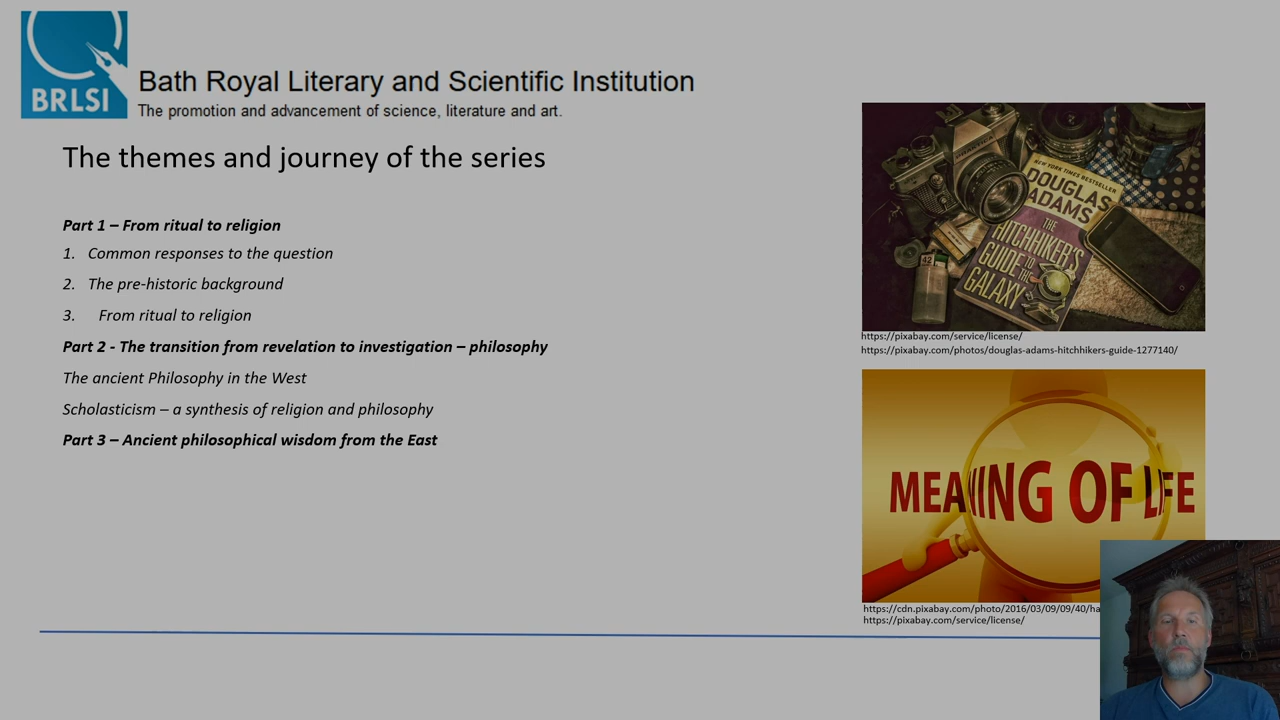 BRLSI
Bath Royal Literary and Scientific Institution
The promotion and advancement of science, literature and art.
The themes and journey of the series
Part 1 – From ritual to religion
1. Common responses to the question
2. The pre-historic background
3. From ritual to religion
Part 2 - The transition from revelation to investigation – philosophy
The ancient Philosophy in the West
Scholasticism – a synthesis of religion and philosophy
Part 3 – Ancient philosophical wisdom from the East
PRAKTICA
NEW YORK TIMES BESTSELLER
DOUGLAS
ADAMS
THE
HITCHHIKER'S
GUIDE TO
THE
GALAXY
42
https://pixabay.com/service/license/
https://pixabay.com/photos/douglas-adams-hitchhikers-guide-1277140/
MEANING OF LIFE
https://cdn.pixabay.com/photo/2016/03/09/09/40/ha
https://pixabay.com/service/license/